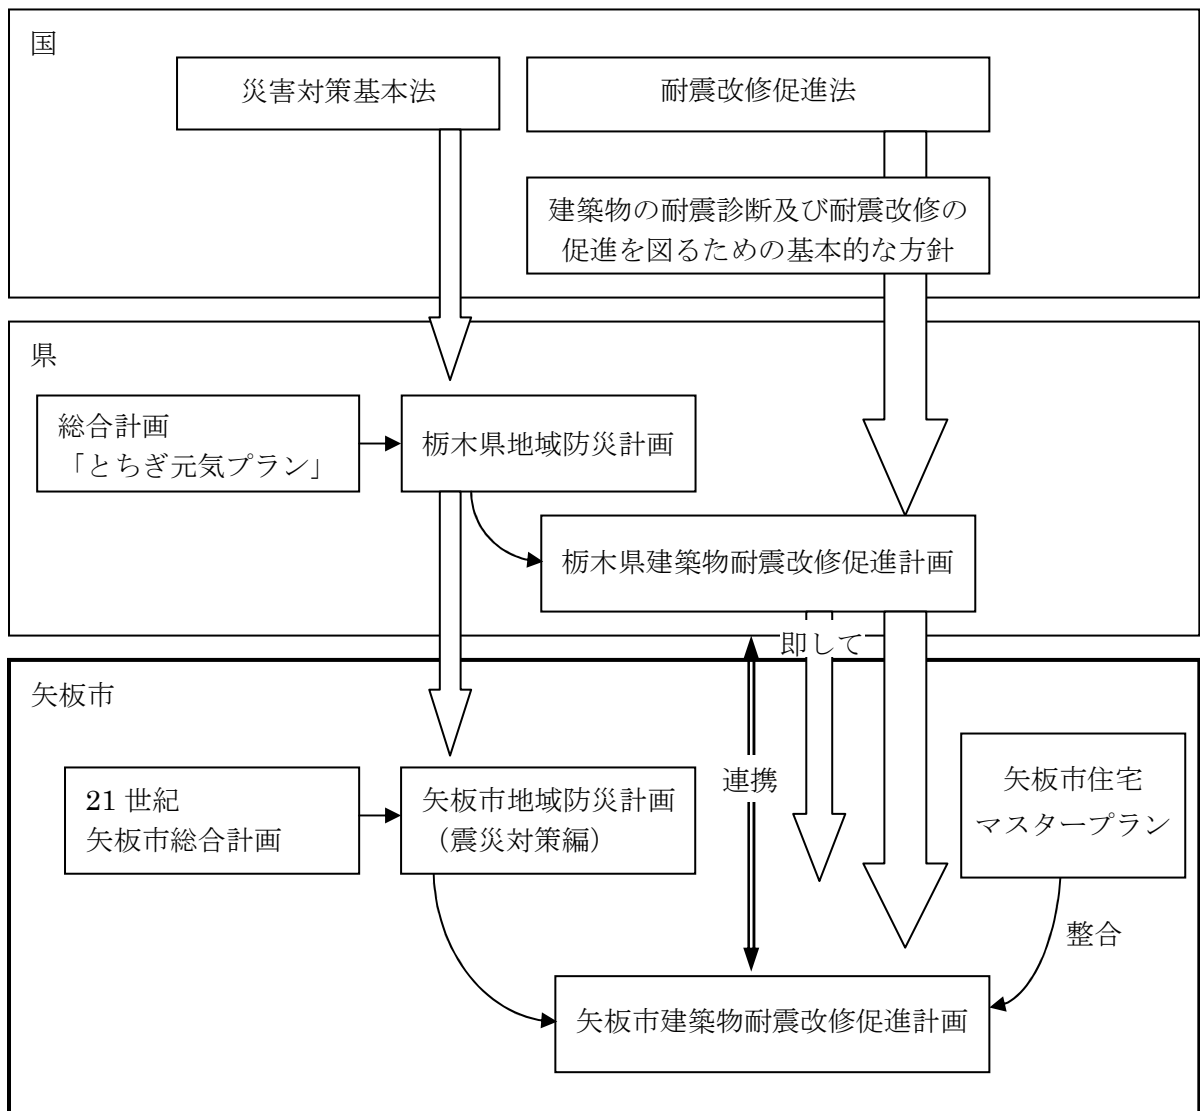 国
災害対策基本法
耐震改修促進法
建築物の耐震診断及び耐震改修の
促進を図るための基本的な方針
県
総合計画
「とちぎ元気プラン」
栃木県地域防災計画
栃木県建築物耐震改修促進計画
即して
矢板市
連携
21 世紀
矢板市総合計画
矢板市地域防災計画
（震災対策編）
矢板市住宅
マスタープラン
整合
矢板市建築物耐震改修促進計画